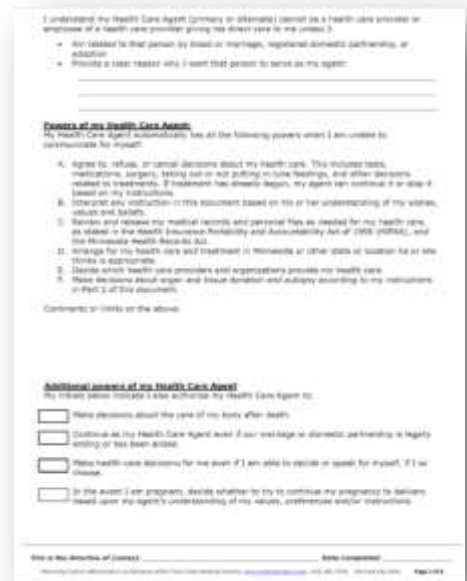 I understand my Health Care Agent (primary or alternate) cannot be a health care provider or
employee of a health care provider giving me direct care to me unless I:
• Am related to that person by blood or marriage, registered domestic partnership, or
adoption
• Provide a clear reason why I want that person to serve as my agent:
Powers of my Health Care Agent:
My Health Care Agent automatically has all the following powers when I am unable to
communicate for myself:
A. Agree to, refuse, or cancel decisions about my health care. This includes tests,
medications, surgery, taking out or not putting in tube feedings, and other decisions
related to treatments. If treatment has already begun, my agent can continue it or stop it
based on my instructions.
B. Interpret any instruction in this document based on his or her understanding of my wishes,
values and beliefs.
C. Review and release my medical records and personal files as needed for my health care,
as stated in the Health Insurance Portability and Accountability Act of 1996 (HIPAA), and
the Minnesota Health Records Act.
D. Arrange for my health care and treatment in Minnesota or other state or location he or she
thinks is appropriate.
E. Decide which health care providers and organizations provide my health care.
F. Make decisions about organ and tissue donation and autopsy according to my instructions
in Part 2 of this document.
Comments or limits on the above:
Additional powers of my Health Care Agent
My initials below indicate I also authorize my Health Care Agent to:
Make decisions about the care of my body after death.
Continue as my Health Care Agent even if our marriage or domestic partnership is legally
ending or has been ended.
Make health care decisions for me even if I am able to decide or speak for myself, if I so
choose.
In the event I am pregnant, decide whether to try to continue my pregnancy to delivery
based upon my agent's understanding of my values, preferences and/or instructions.
This is the directive of (name): Date Completed: